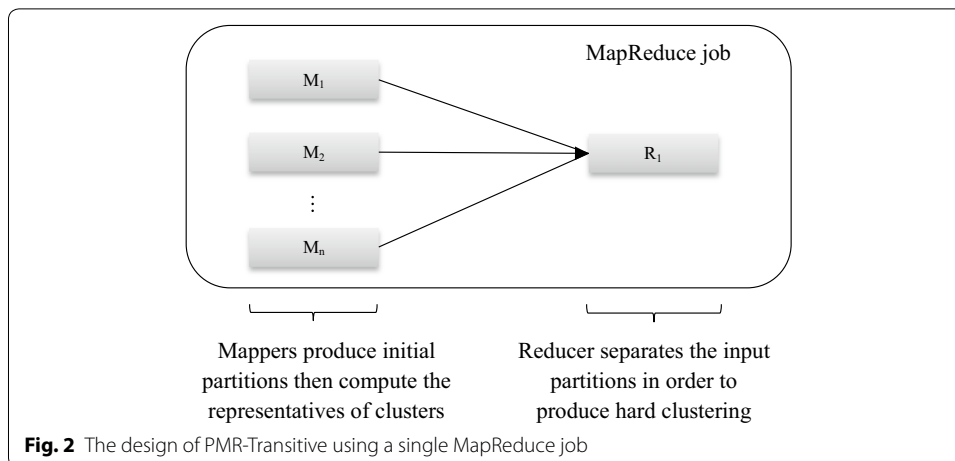 MapReduce job
M₁
M₂
⋮
Mₙ
R₁
Mappers produce initial
partitions then compute the
representatives of clusters
Reducer separates the input
partitions in order to
produce hard clustering
Fig. 2 The design of PMR-Transitive using a single MapReduce job